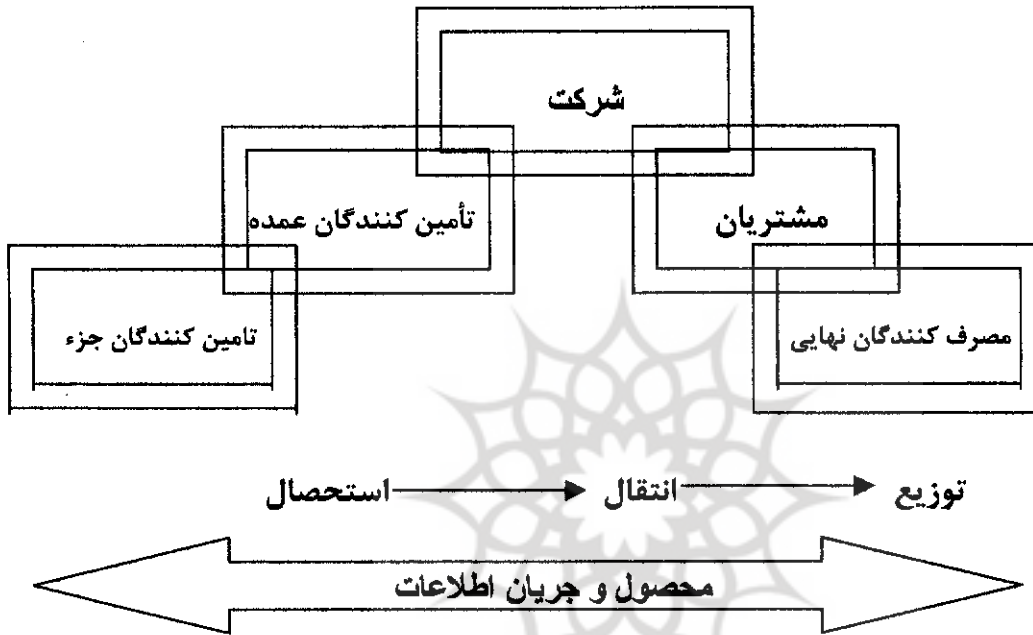 شرکت
تأمین کنندگان عمده
مشتریان
تامین کنندگان جزء
مصرف کنندگان نهایی
استحصال
انتقال
توزیع
محصول و جریان اطلاعات